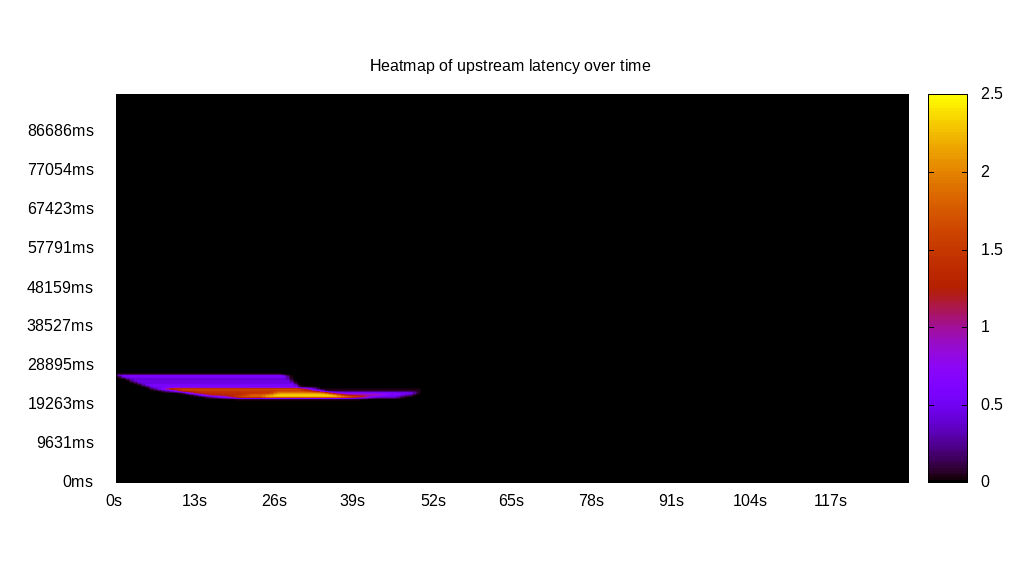 Heatmap of upstream latency over time
86686ms
77054ms
67423ms
57791ms
48159ms
38527ms
28895ms
19263ms
9631ms
0ms
0s 13s 26s 39s 52s 65s 78s 91s 104s 117s
2.5
2
1.5
1
0.5
0